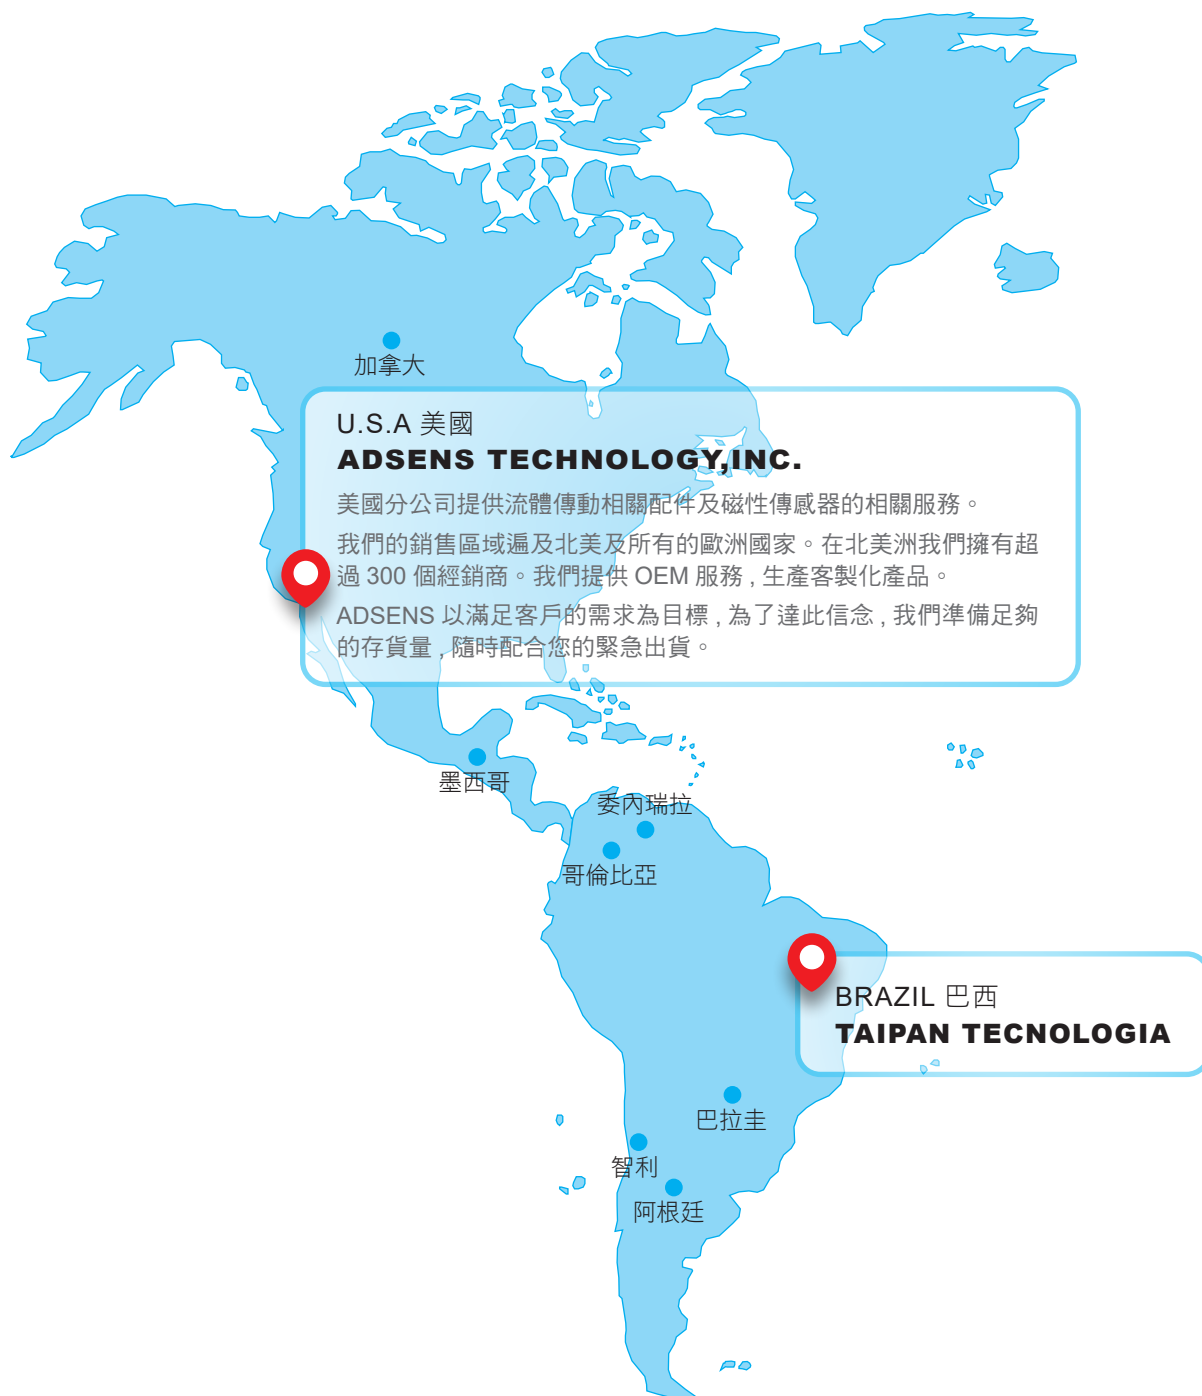 加拿大
U.S.A 美國
ADSENS TECHNOLOGY,INC.
美國分公司提供流體傳動相關配件及磁性傳感器的相關服務。
我們的銷售區域遍及北美及所有的歐洲國家。在北美洲我們擁有超
過 300 個經銷商。我們提供 OEM 服務 , 生產客製化產品。
ADSENS 以滿足客戶的需求為目標 , 為了達此信念 , 我們準備足夠
的存貨量 , 隨時配合您的緊急出貨。
墨西哥
委內瑞拉
哥倫比亞
BRAZIL 巴西
TAIPAN TECNOLOGIA
巴拉圭
智利
阿根廷